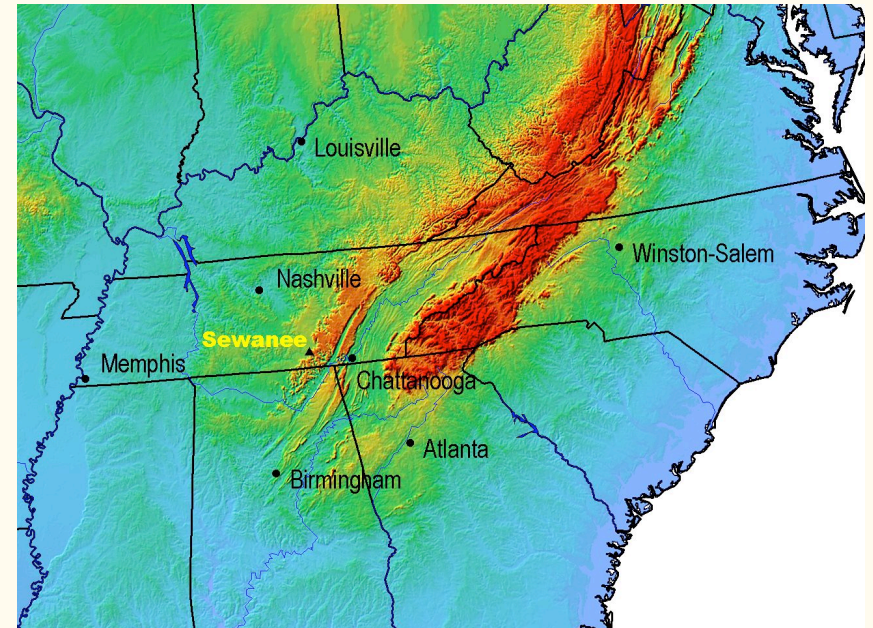 Louisville
Winston-Salem
Nashville
Sewanee
Memphis
Chattanooga
Atlanta
Birmingham